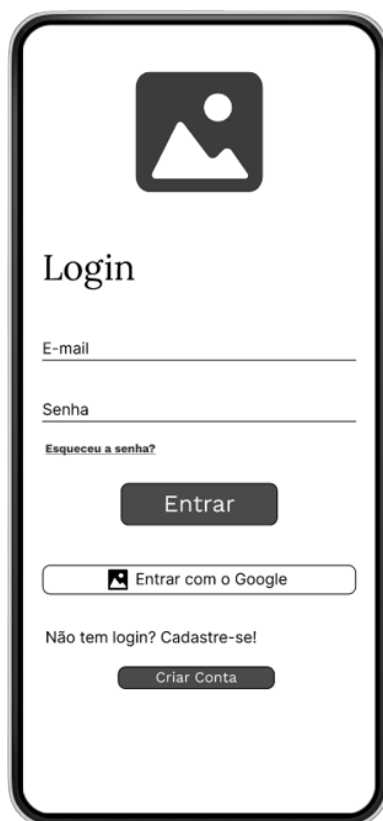 Login
E-mail
Senha
Esqueceu a senha?
Entrar
Entrar com o Google
Não tem login? Cadastre-se!
Criar Conta